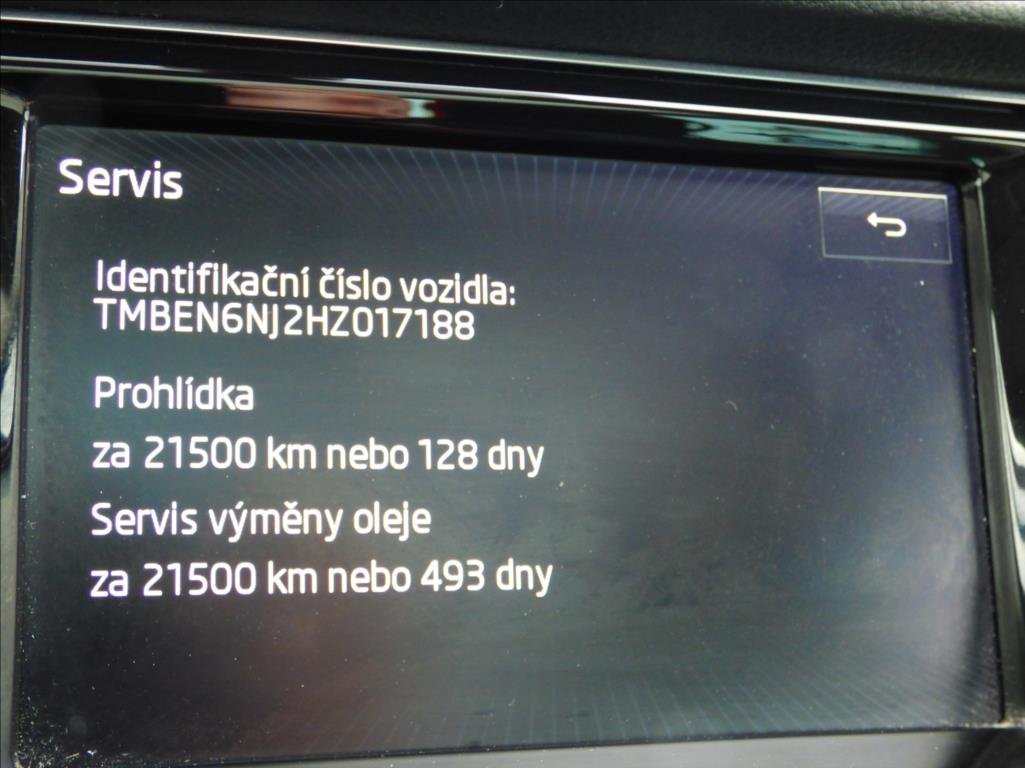 Servis
Identifikační číslo vozidla:
TMBEN6NJ2HZ017188
Prohlídka
za 21500 km nebo 128 dny
Servis výměny oleje
za 21500 km nebo 493 dny